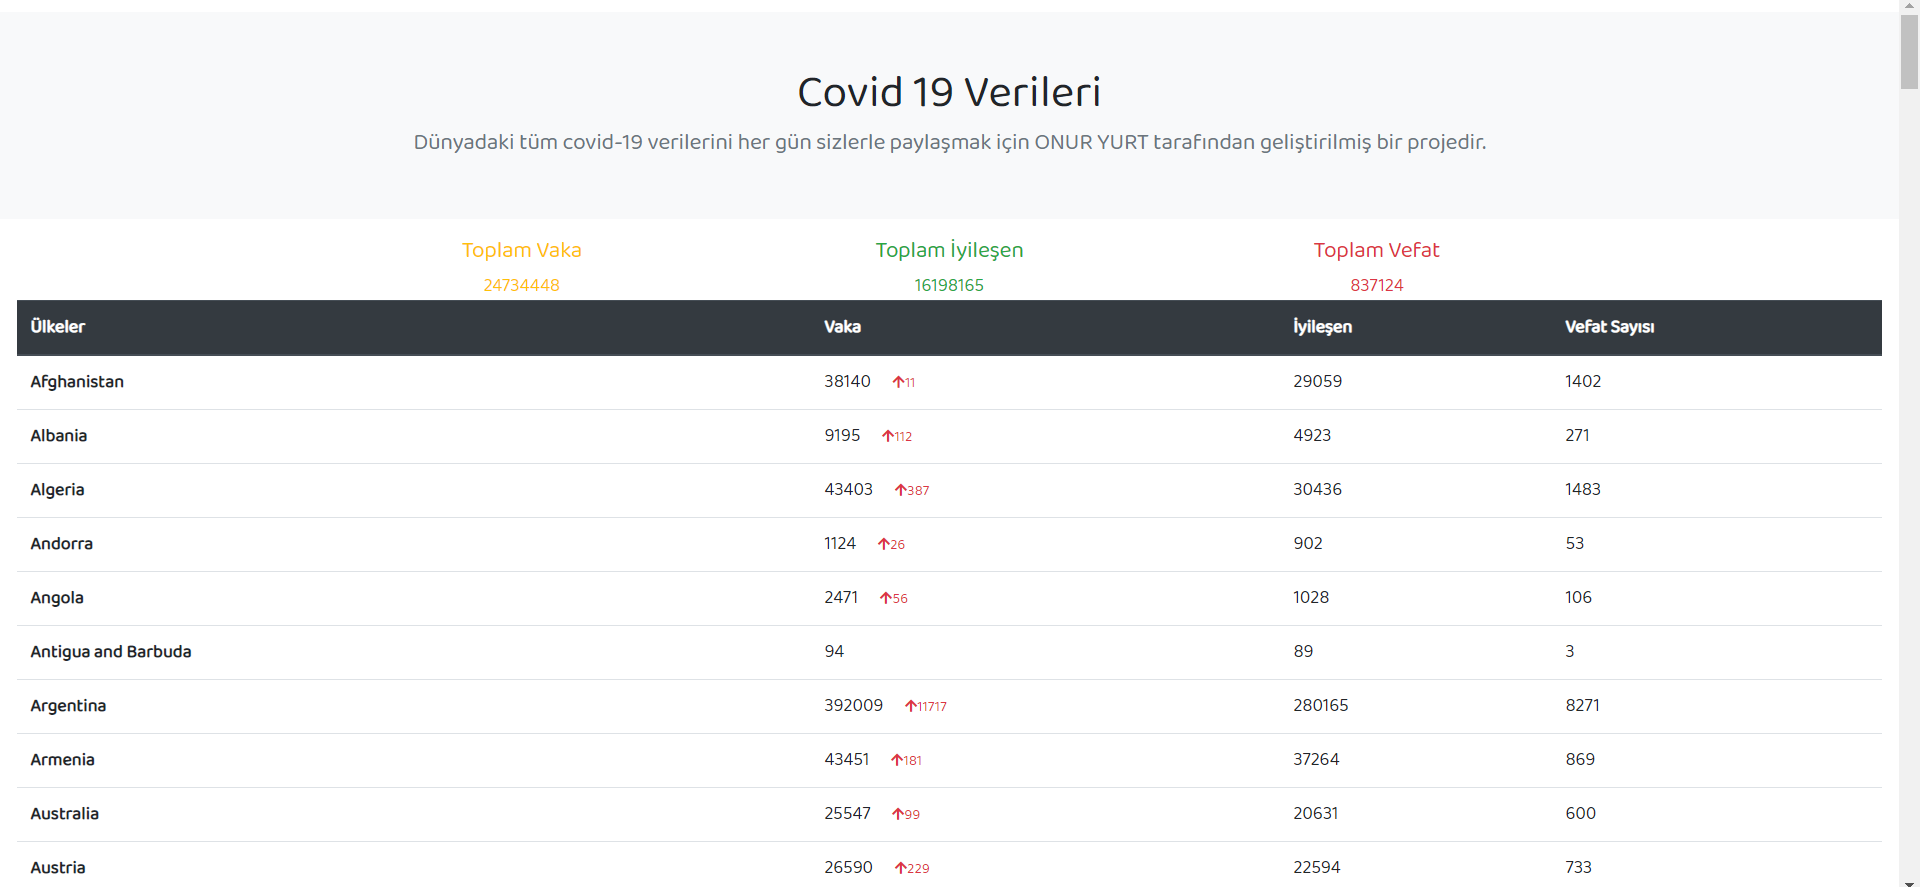 Covid 19 Verileri
Dünyadaki tüm covid-19 verilerini her gün sizlerle paylaşmak için ONUR YURT tarafından geliştirilmiş bir projedir.
Toplam Vaka Toplam İyileşen Toplam Vefat
24734448 16198165 837124
Ülkeler Vaka İyileşen Vefat Sayısı
Afghanistan 38140 ↑11 29059 1402
Albania 9195 ↑112 4923 271
Algeria 43403 ↑387 30436 1483
Andorra 1124 ↑26 902 53
Angola 2471 ↑56 1028 106
Antigua and Barbuda 94 89 3
Argentina 392009 ↑11717 280165 8271
Armenia 43451 ↑181 37264 869
Australia 25547 ↑99 20631 600
Austria 26590 ↑229 22594 733